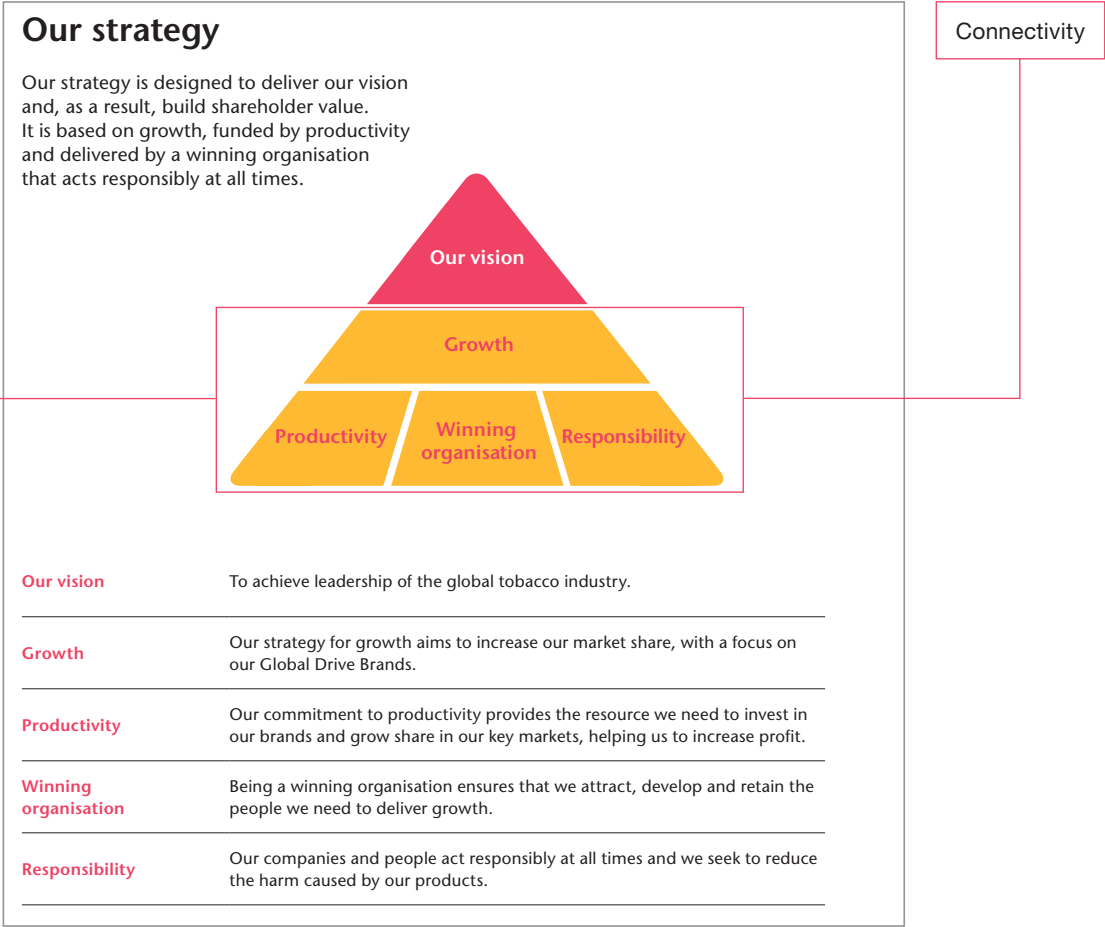 Our strategy
Connectivity
Our strategy is designed to deliver our vision
and, as a result, build shareholder value.
It is based on growth, funded by productivity
and delivered by a winning organisation
that acts responsibly at all times.
Our vision
Growth
Productivity
Winning
organisation
Responsibility
Our vision
To achieve leadership of the global tobacco industry.
Growth
Our strategy for growth aims to increase our market share, with a focus on
our Global Drive Brands.
Productivity
Our commitment to productivity provides the resource we need to invest in
our brands and grow share in our key markets, helping us to increase profit.
Winning
organisation
Being a winning organisation ensures that we attract, develop and retain the
people we need to deliver growth.
Responsibility
Our companies and people act responsibly at all times and we seek to reduce
the harm caused by our products.